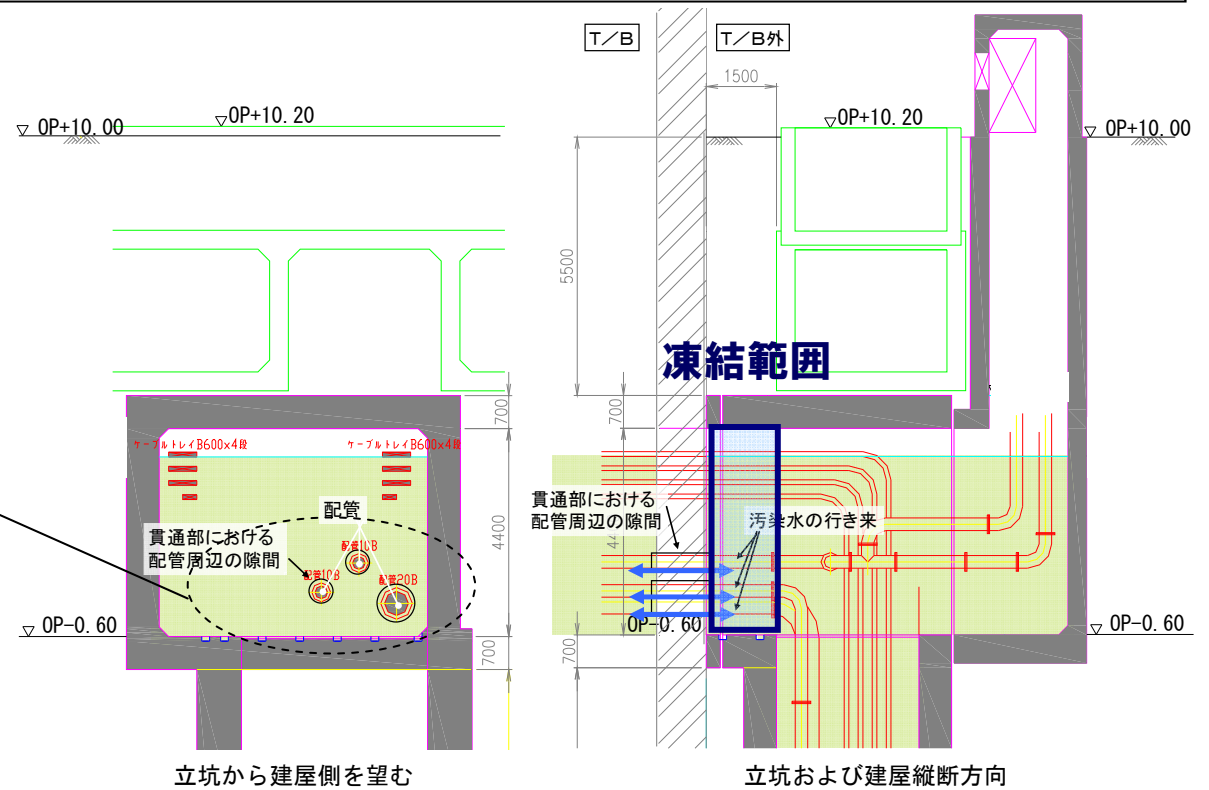 T/B
T/B外
1500
▽ OP+10.00
▽OP+10.20
▽OP+10.20
▽ OP+10.00
5500
凍結範囲
700
700
ケーブルトレイB600x4段
ケーブルトレイB600x4段
配管
貫通部における
配管周辺の隙間
配管10B
配管10B
配管20B
4400
貫通部における
配管周辺の隙間
汚染水の行き来
▽ OP-0.60
OP-0.60
▽ OP-0.60
700
700
立坑から建屋側を望む
立坑および建屋縦断方向